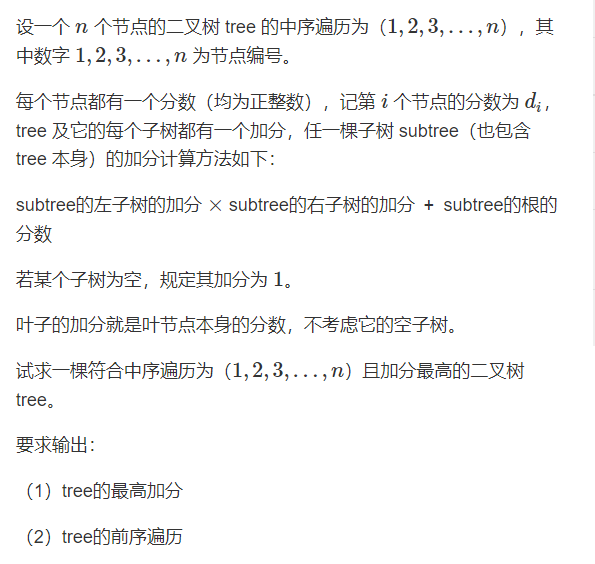 设一个 n 个节点的二叉树 tree 的中序遍历为（1,2,3,…,n），其
中数字 1,2,3,…,n 为节点编号。
每个节点都有一个分数（均为正整数），记第 i 个节点的分数为 dᵢ，
tree 及它的每个子树都有一个加分，任一棵子树 subtree（也包含
tree 本身）的加分计算方法如下：
subtree的左子树的加分 × subtree的右子树的加分 + subtree的根的
分数
若某个子树为空，规定其加分为 1。
叶子的加分就是叶节点本身的分数，不考虑它的空子树。
试求一棵符合中序遍历为（1,2,3,…,n）且加分最高的二叉树
tree。
要求输出：
（1）tree的最高加分
（2）tree的前序遍历